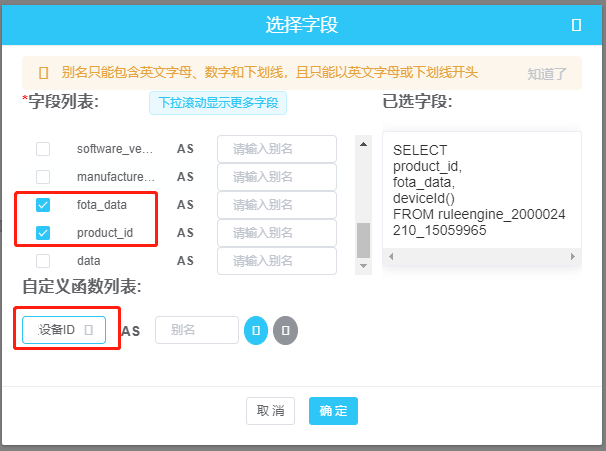 选择字段
别名只能包含英文字母、数字和下划线，且只能以英文字母或下划线开头
知道了
*字段列表:
下拉滚动显示更多字段
已选字段:
software_ve... AS 请输入别名
manufacture... AS 请输入别名
fota_data AS 请输入别名
product_id AS 请输入别名
data AS 请输入别名
SELECT
product_id,
fota_data,
deviceId()
FROM ruleengine_2000024
210_15059965
自定义函数列表:
设备ID AS 别名
取 消 确 定